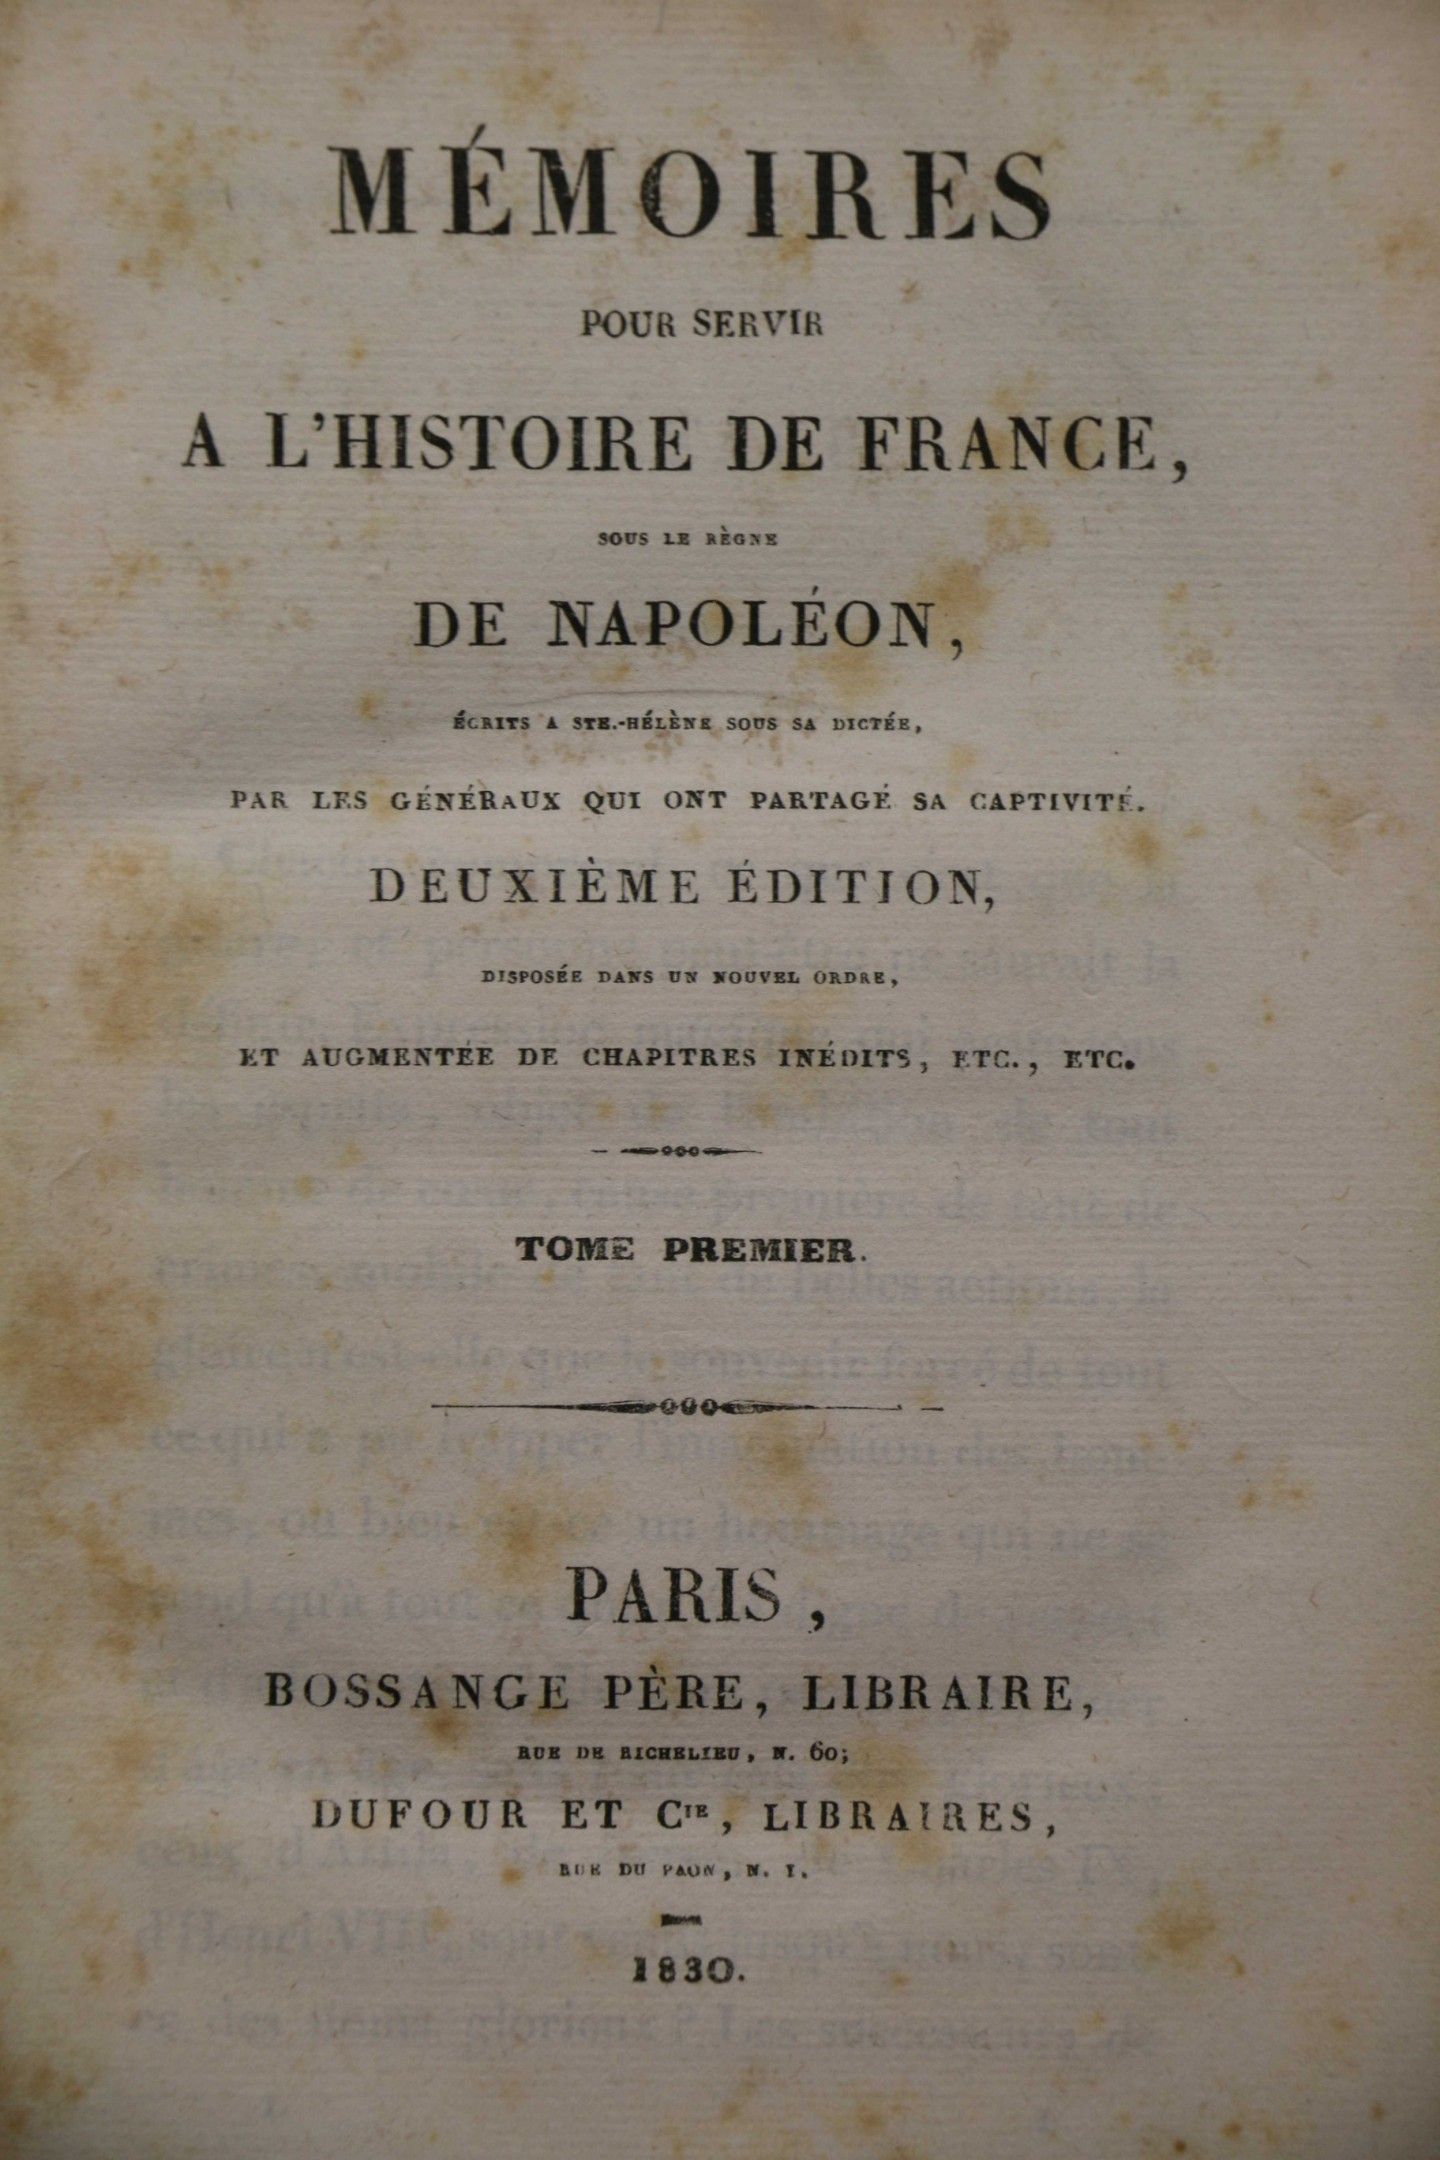 MÉMOIRES
POUR SERVIR
A L'HISTOIRE DE FRANCE,
SOUS LE RÈGNE
DE NAPOLÉON,
ÉCRITS A STE.-HÉLÈNE SOUS SA DICTÉE,
PAR LES GÉNÉRAUX QUI ONT PARTAGÉ SA CAPTIVITÉ.
DEUXIÈME ÉDITION,
DISPOSÉE DANS UN NOUVEL ORDRE,
ET AUGMENTÉE DE CHAPITRES INÉDITS, ETC., ETC.
TOME PREMIER.
PARIS,
BOSSANGE PÈRE, LIBRAIRE,
RUE DE RICHELIEU, N. 60;
DUFOUR ET CIE, LIBRAIRES,
RUE DU PAON, N. 1.
1830.